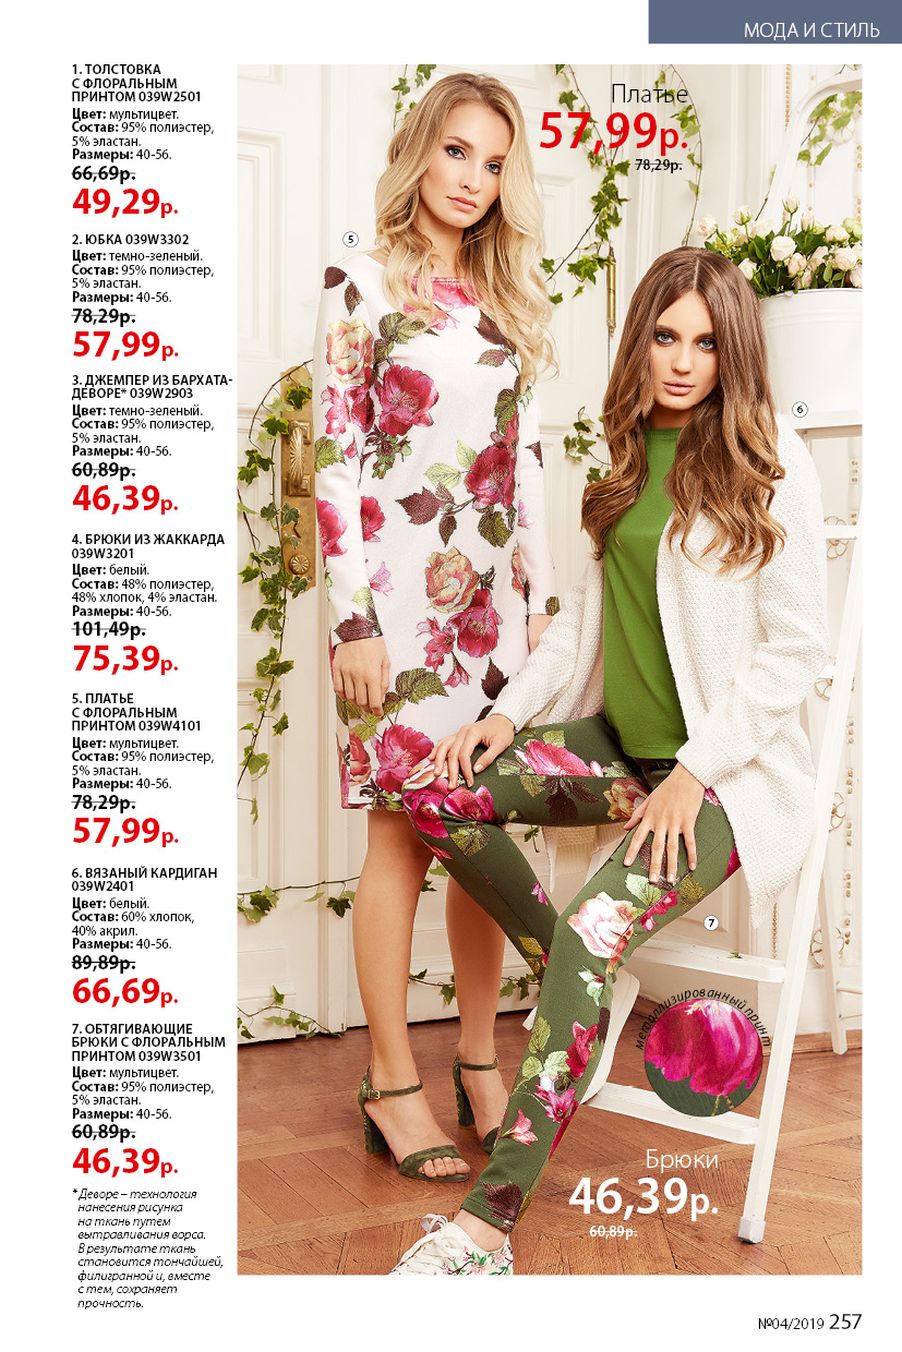 МОДА И СТИЛЬ
1. ТОЛСТОВКА
С ФЛОРАЛЬНЫМ
ПРИНТОМ 039W2501
Цвет: мультицвет.
Состав: 95% полиэстер,
5% эластан.
Размеры: 40-56.
66,69р.
49,29р.
2. ЮБКА 039W3302
Цвет: темно-зеленый.
Состав: 95% полиэстер,
5% эластан.
Размеры: 40-56.
78,29р.
57,99р.
3. ДЖЕМПЕР ИЗ БАРХАТА-
ДЕВОРЕ* 039W2903
Цвет: темно-зеленый.
Состав: 95% полиэстер,
5% эластан.
Размеры: 40-56.
60,89р.
46,39р.
4. БРЮКИ ИЗ ЖАККАРДА
039W3201
Цвет: белый.
Состав: 48% полиэстер,
48% хлопок, 4% эластан.
Размеры: 40-56.
101,49р.
75,39р.
5. ПЛАТЬЕ
С ФЛОРАЛЬНЫМ
ПРИНТОМ 039W4101
Цвет: мультицвет.
Состав: 95% полиэстер,
5% эластан.
Размеры: 40-56.
78,29р.
57,99р.
6. ВЯЗАНЫЙ КАРДИГАН
039W2401
Цвет: белый.
Состав: 60% хлопок,
40% акрил.
Размеры: 40-56.
89,89р.
66,69р.
7. ОБТЯГИВАЮЩИЕ
БРЮКИ С ФЛОРАЛЬНЫМ
ПРИНТОМ 039W3501
Цвет: мультицвет.
Состав: 95% полиэстер,
5% эластан.
Размеры: 40-56.
60,89р.
46,39р.
* Деворе – технология
нанесения рисунка
на ткань путем
вытравливания ворса.
В результате ткань
становится тончайшей,
филигранной и, вместе
с тем, сохраняет
прочность.
Платье
57,99р.
78,29р.
5
6
7
металлизированный принт
Брюки
46,39р.
60,89р.
№04/2019 257